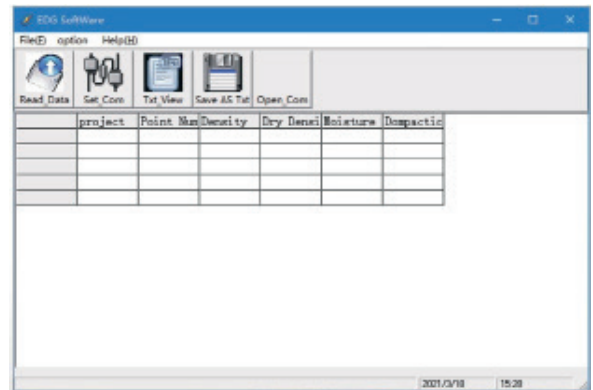 EDG SoftWare
File(F) option Help(H)
Read_Data Set_Com Txt_View Save AS Txt Open_Com
project Point Num Density Dry Densi Moisture Dompactic
2021/3/18 15:28